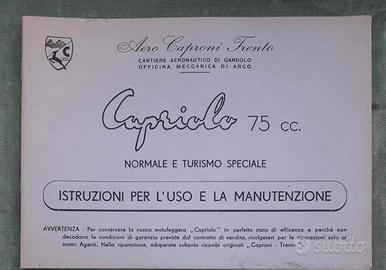 Aero Caproni Trento
CANTIERE AERONAUTICO DI GARDOLO
OFFICINA MECCANICA DI ARCO
Capriolo 75 cc.
NORMALE E TURISMO SPECIALE
ISTRUZIONI PER L'USO E LA MANUTENZIONE
AVVERTENZA - Per conservare la nostra motoleggera „Capriolo" in perfetto stato di efficenza e perchè non
decadano le condizioni di garanzia previste dal contratto di vendita, rivolgetevi per le riparazioni solo ai
nostri Agenti. Nella riparazione, adoperate soltanto ricambi originali „Caproni - Trento
subito.it